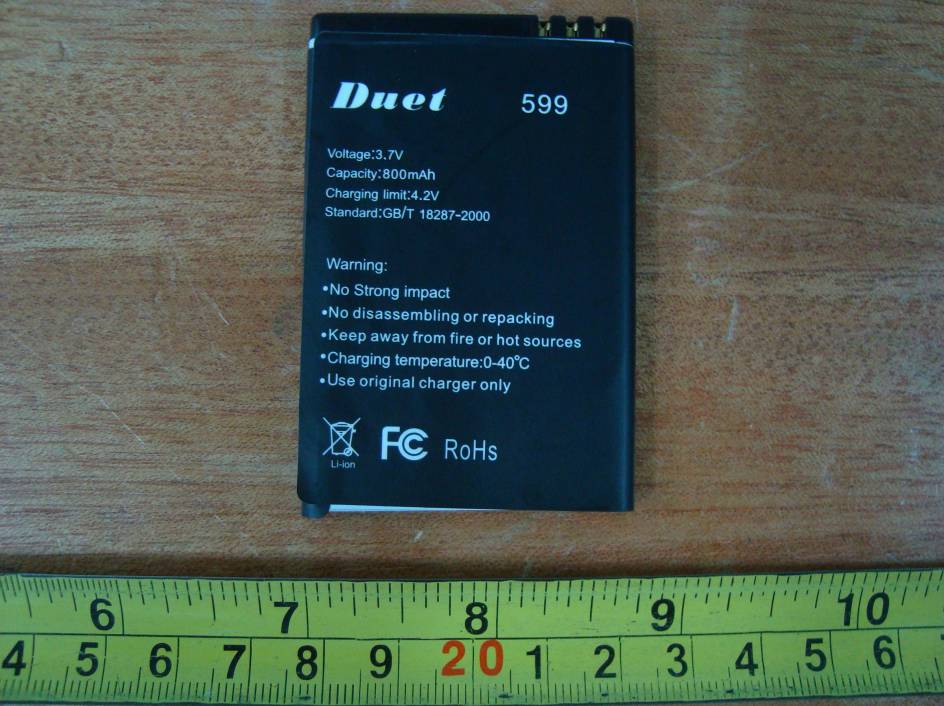 Duet 599
Voltage:3.7V
Capacity:800mAh
Charging limit:4.2V
Standard:GB/T 18287-2000
Warning:
•No Strong impact
•No disassembling or repacking
•Keep away from fire or hot sources
•Charging temperature:0-40℃
•Use original charger only
Li-ion
FC RoHs
6 7 8 9 10
4 5 6 7 8 9 20 1 2 3 4 5 6